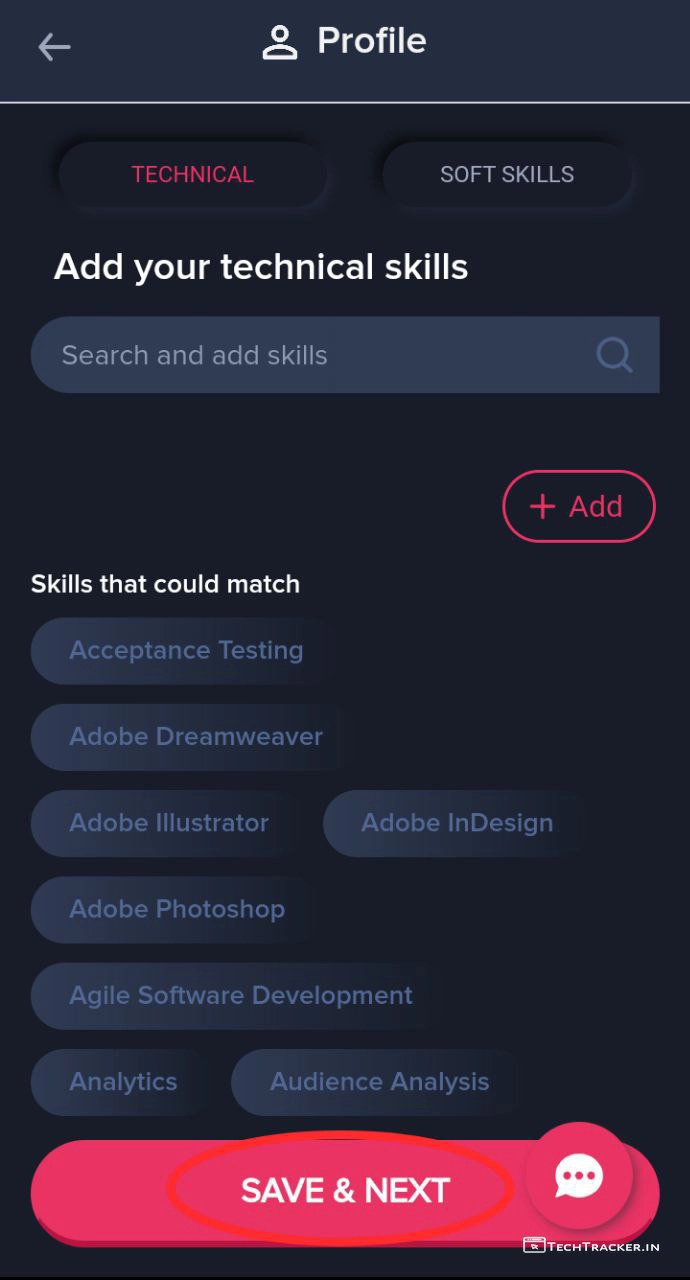 Profile
TECHNICAL SOFT SKILLS
Add your technical skills
Search and add skills
+ Add
Skills that could match
Acceptance Testing
Adobe Dreamweaver
Adobe Illustrator Adobe InDesign
Adobe Photoshop
Agile Software Development
Analytics Audience Analysis
SAVE & NEXT
TECHTRACKER.IN